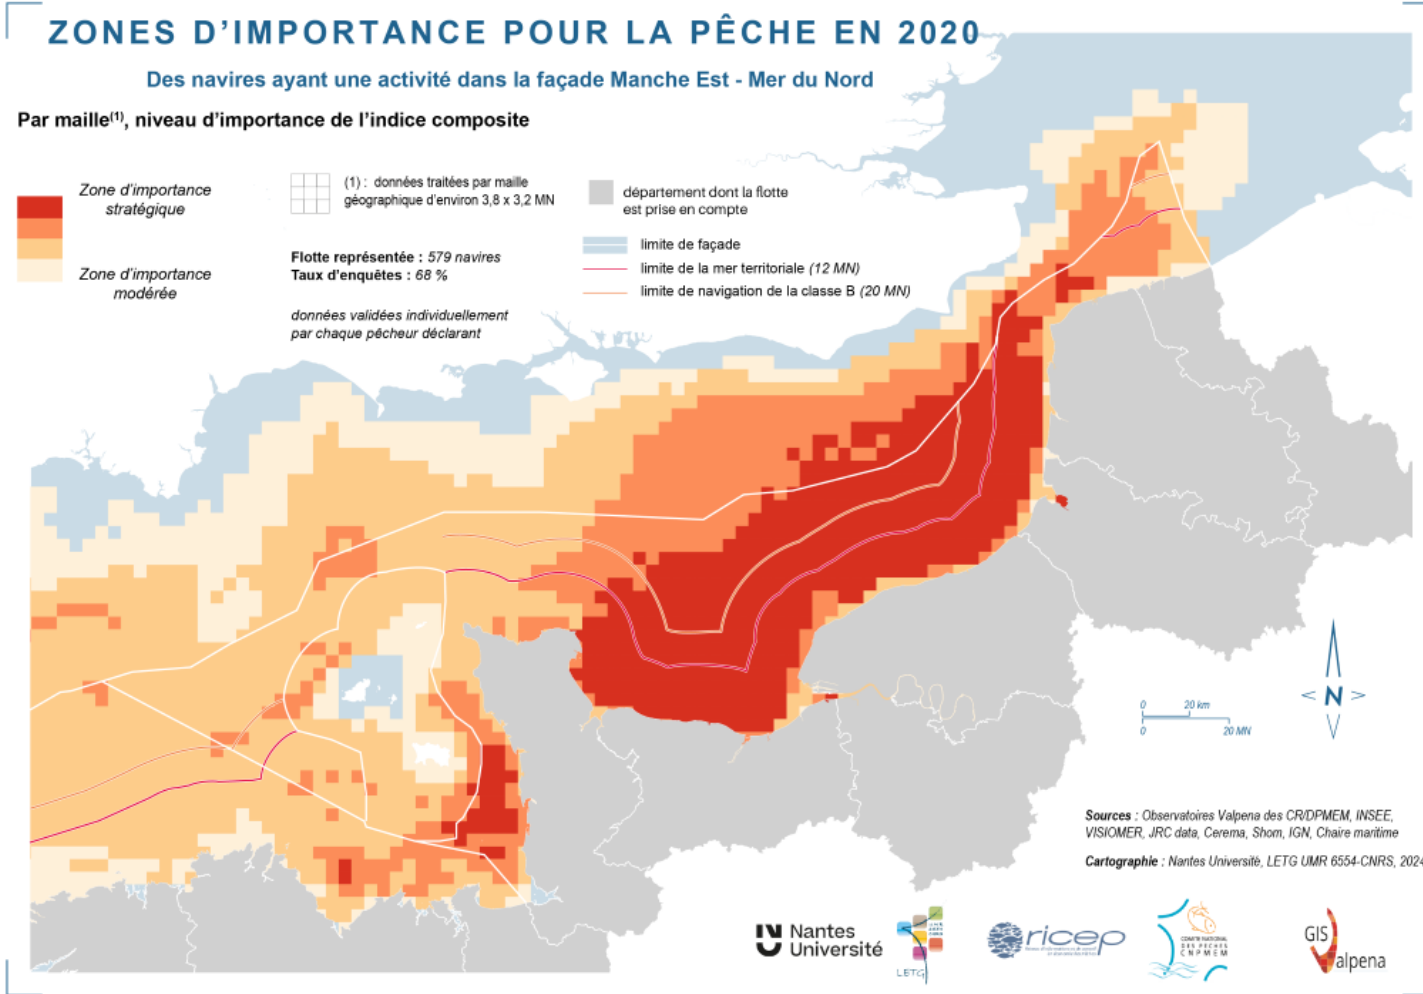 ZONES D'IMPORTANCE POUR LA PÊCHE EN 2020
Des navires ayant une activité dans la façade Manche Est - Mer du Nord
Par maille(1), niveau d'importance de l'indice composite
Zone d'importance
stratégique
Zone d'importance
modérée
(1) : données traitées par maille
géographique d'environ 3,8 x 3,2 MN
Flotte représentée : 579 navires
Taux d'enquêtes : 68 %
données validées individuellement
par chaque pêcheur déclarant
département dont la flotte
est prise en compte
limite de façade
limite de la mer territoriale (12 MN)
limite de navigation de la classe B (20 MN)
0 20 km
0 20 MN
N
Sources : Observatoires Valpena des CR/DPMEM, INSEE,
VISIOMER, JRC data, Cerema, Shom, IGN, Chaire maritime
Cartographie : Nantes Université, LETG UMR 6554-CNRS, 2024
Nantes
Université
LETG
ricep
COMITE NATIONAL
DES PECHES
CNPMEM
GIS
Valpena